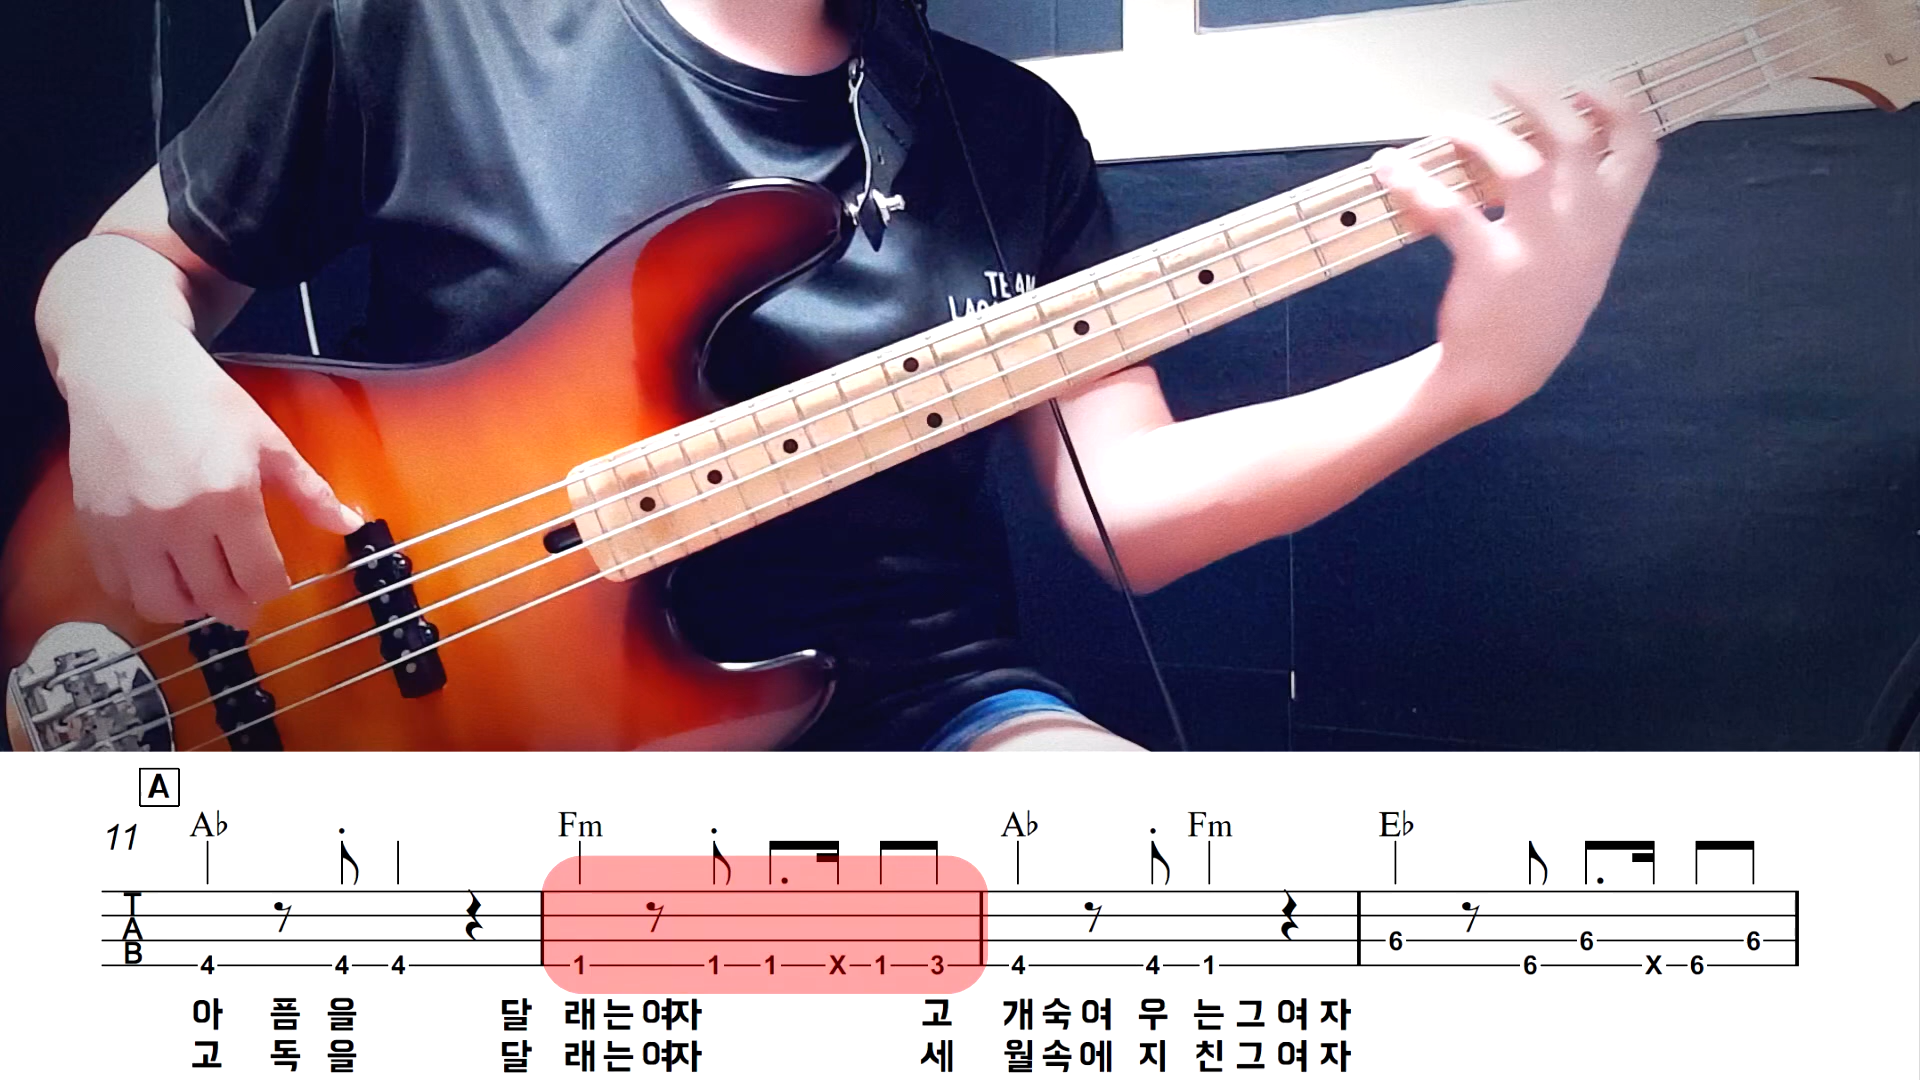 TEAM
A
11 A♭ Fm A♭ Fm E♭
T
A
B
6 6 6
4 4 4 1 1 1 X 1 3 4 4 1 6 X 6
아 픔 을 달 래 는 여자 고 개 숙 여 우 는 그 여 자
고 독 을 달 래 는 여자 세 월 속 에 지 친 그 여 자